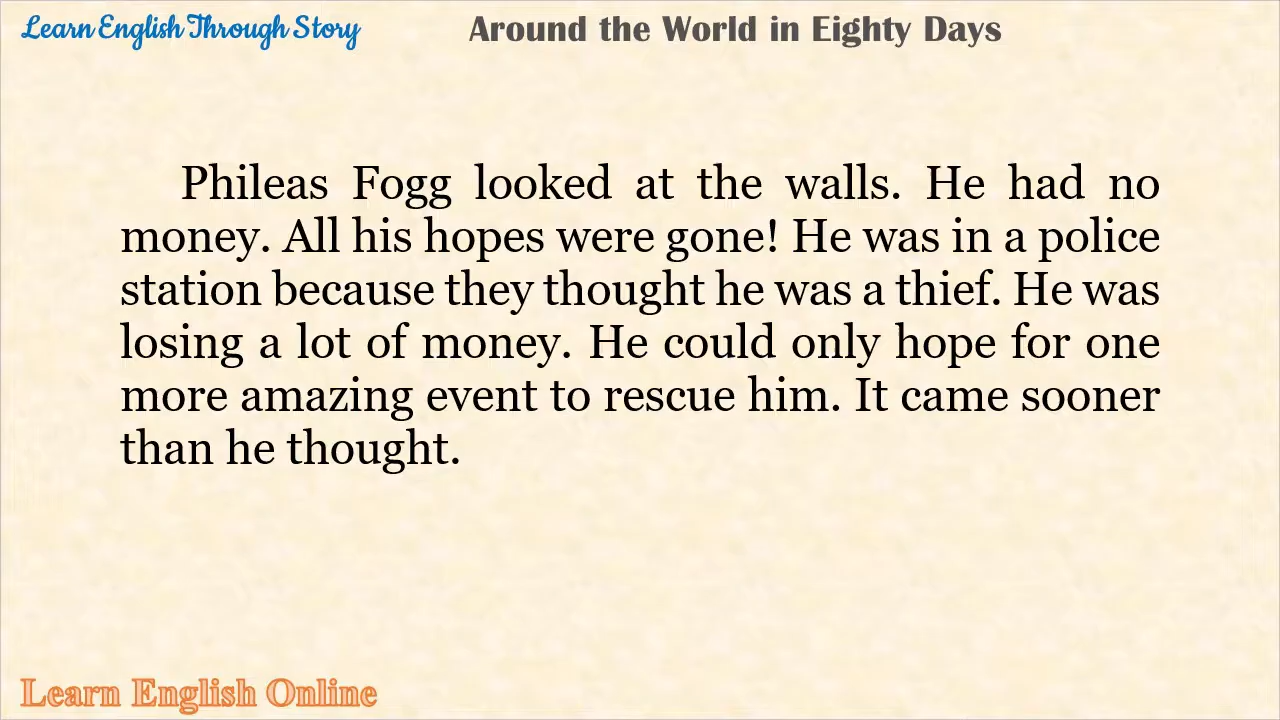 Learn English Through Story
Around the World in Eighty Days
Phileas Fogg looked at the walls. He had no
money. All his hopes were gone! He was in a police
station because they thought he was a thief. He was
losing a lot of money. He could only hope for one
more amazing event to rescue him. It came sooner
than he thought.
Learn English Online